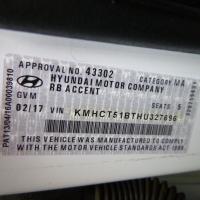 APPROVAL NO. 43302
CATEGORY MA
HYUNDAI MOTOR COMPANY
RB ACCENT
SEATS 5
GVM
02/17 VIN KMHCT51BTHU327696
THIS VEHICLE WAS MANUFACTURED
TO COMPLY WITH THE MOTOR VEHICLE
STANDARDS ACT 1989